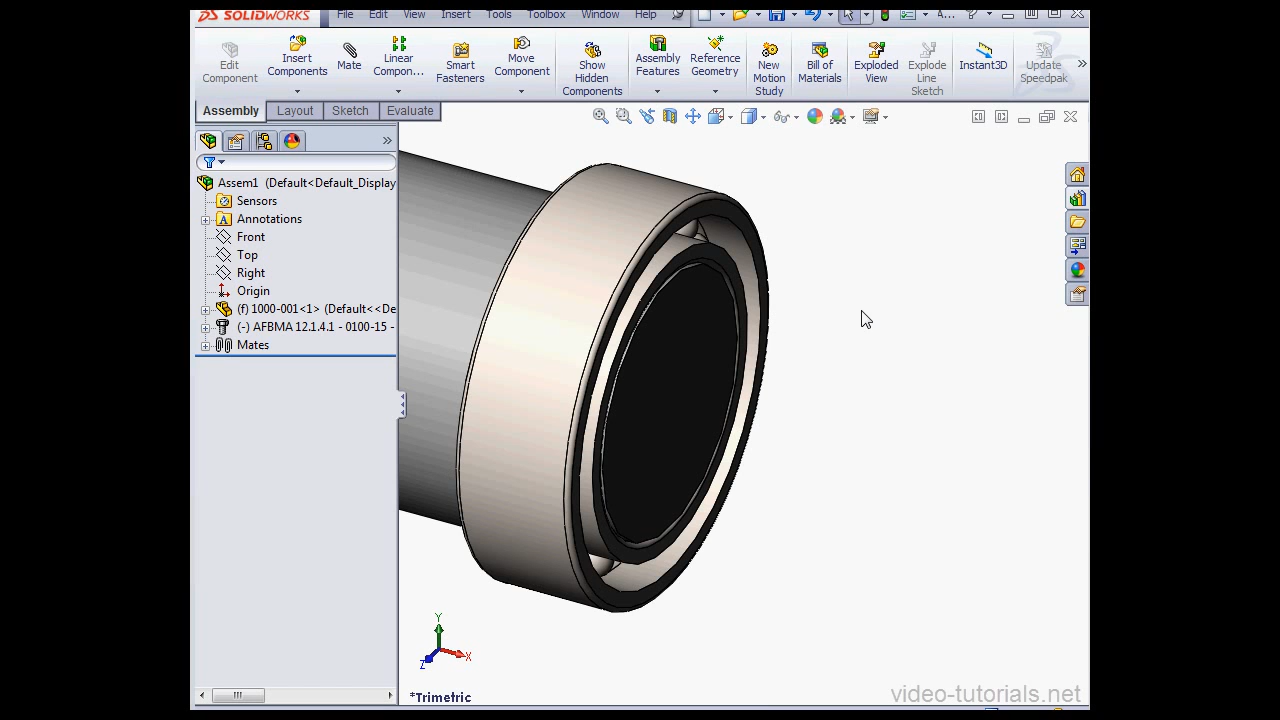 SOLIDWORKS
File Edit View Insert Tools Toolbox Window Help A... ?
Edit Component
Insert Components
Mate
Linear Compon...
Smart Fasteners
Move Component
Show Hidden Components
Assembly Features
Reference Geometry
New Motion Study
Bill of Materials
Exploded View
Explode Line Sketch
Instant3D
Update Speedpak
»
Assembly Layout Sketch Evaluate
»
Assem1 (Default<Default_Display
Sensors
A Annotations
Front
Top
Right
Origin
(f) 1000-001<1> (Default<<De
(-) AFBMA 12.1.4.1 - 0100-15 -
Mates
Y
X
Z
*Trimetric
video-tutorials.net